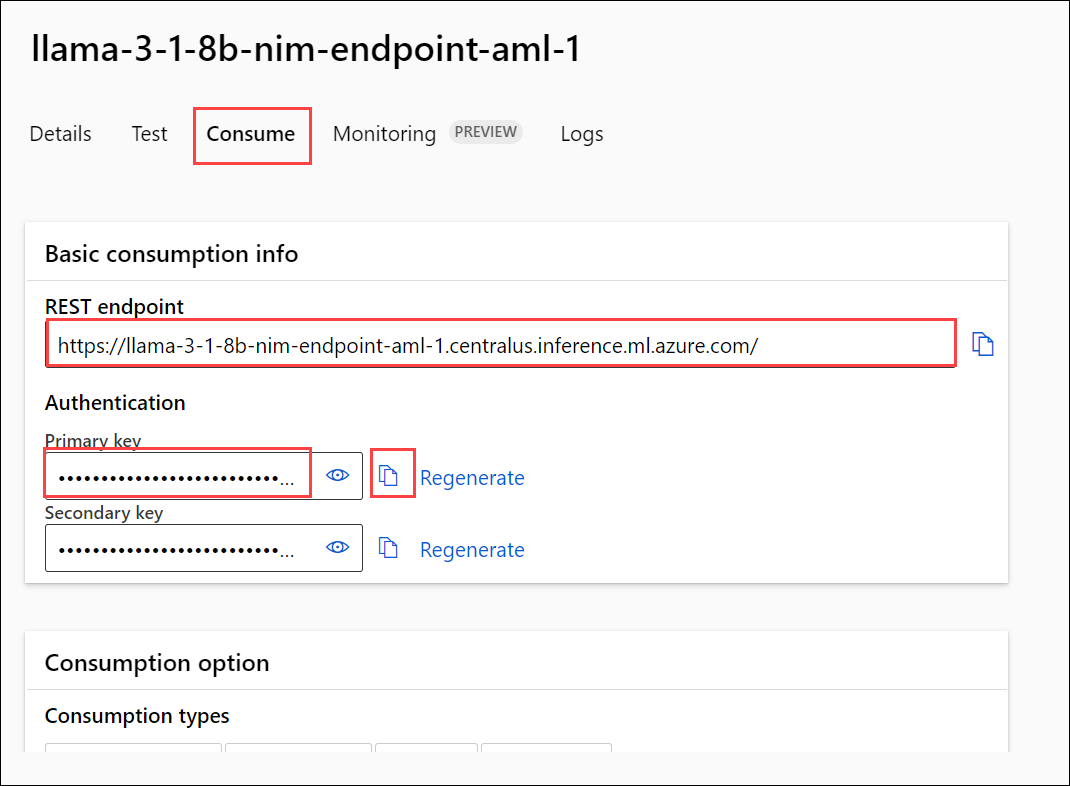 llama-3-1-8b-nim-endpoint-aml-1
Details Test Consume Monitoring PREVIEW Logs
Basic consumption info
REST endpoint
https://llama-3-1-8b-nim-endpoint-aml-1.centralus.inference.ml.azure.com/
Authentication
Primary key
••••••••••••••••••••••••••... Regenerate
Secondary key
••••••••••••••••••••••••••... Regenerate
Consumption option
Consumption types